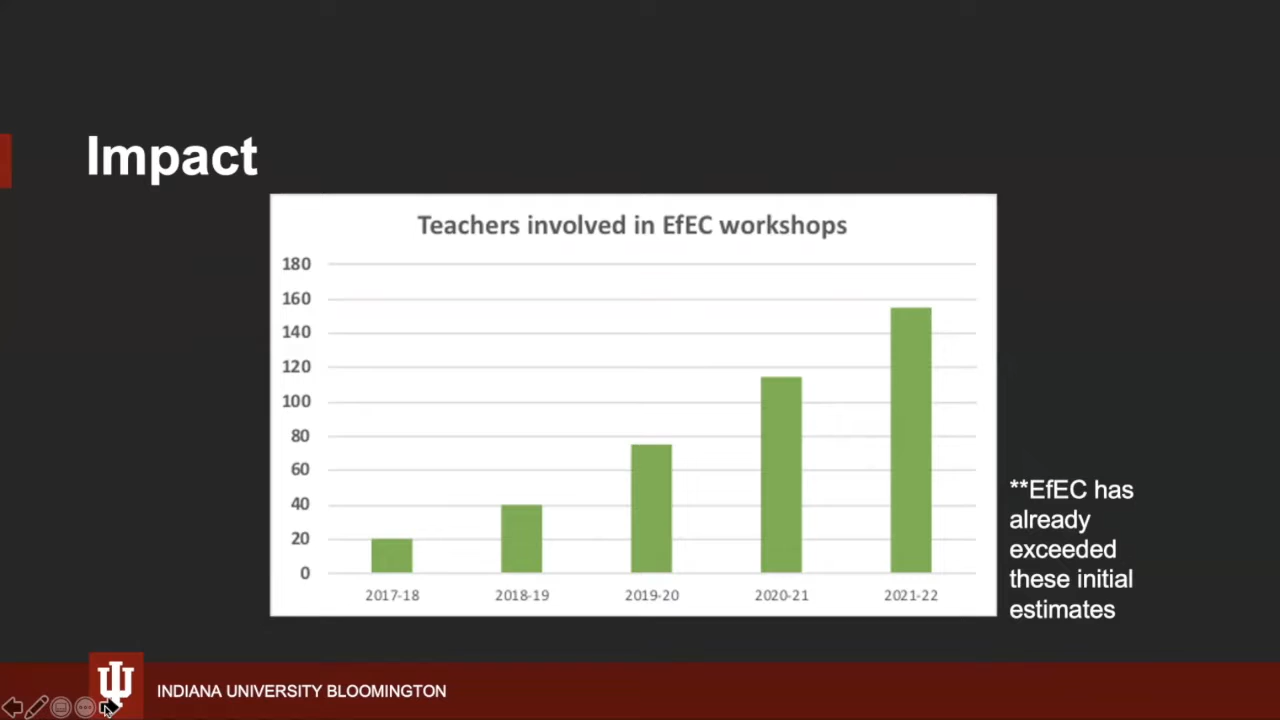 Impact
Teachers involved in EfEC workshops
180
160
140
120
100
80
60
40
20
0
2017-18 2018-19 2019-20 2020-21 2021-22
**EfEC has
already
exceeded
these initial
estimates
INDIANA UNIVERSITY BLOOMINGTON